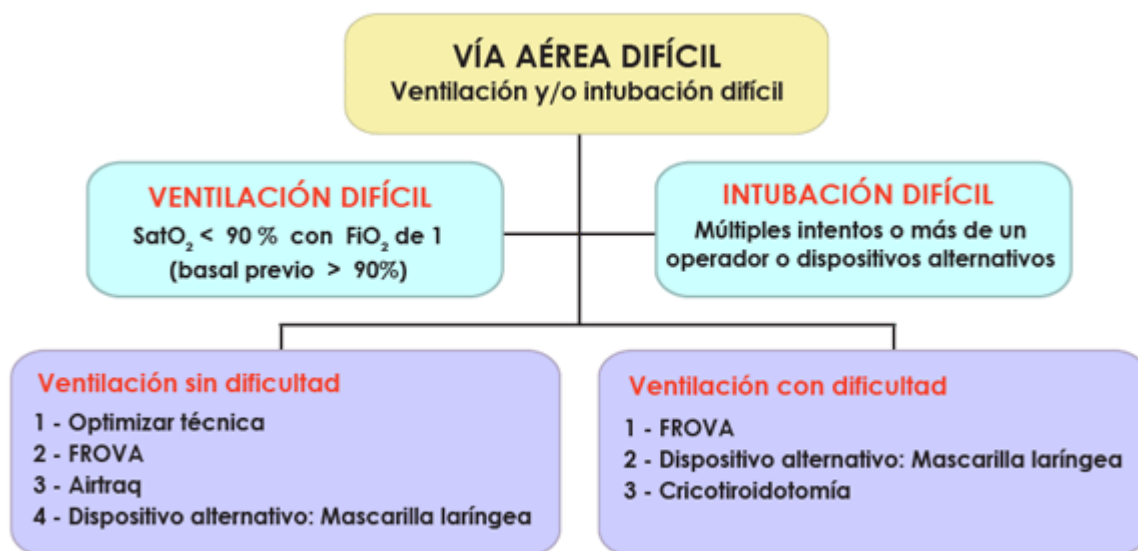 VÍA AÉREA DIFÍCIL
Ventilación y/o intubación difícil
VENTILACIÓN DIFÍCIL
SatO₂ < 90 % con FiO₂ de 1
(basal previo > 90%)
INTUBACIÓN DIFÍCIL
Múltiples intentos o más de un
operador o dispositivos alternativos
Ventilación sin dificultad
1 - Optimizar técnica
2 - FROVA
3 - Airtraq
4 - Dispositivo alternativo: Mascarilla laríngea
Ventilación con dificultad
1 - FROVA
2 - Dispositivo alternativo: Mascarilla laríngea
3 - Cricotiroidotomía